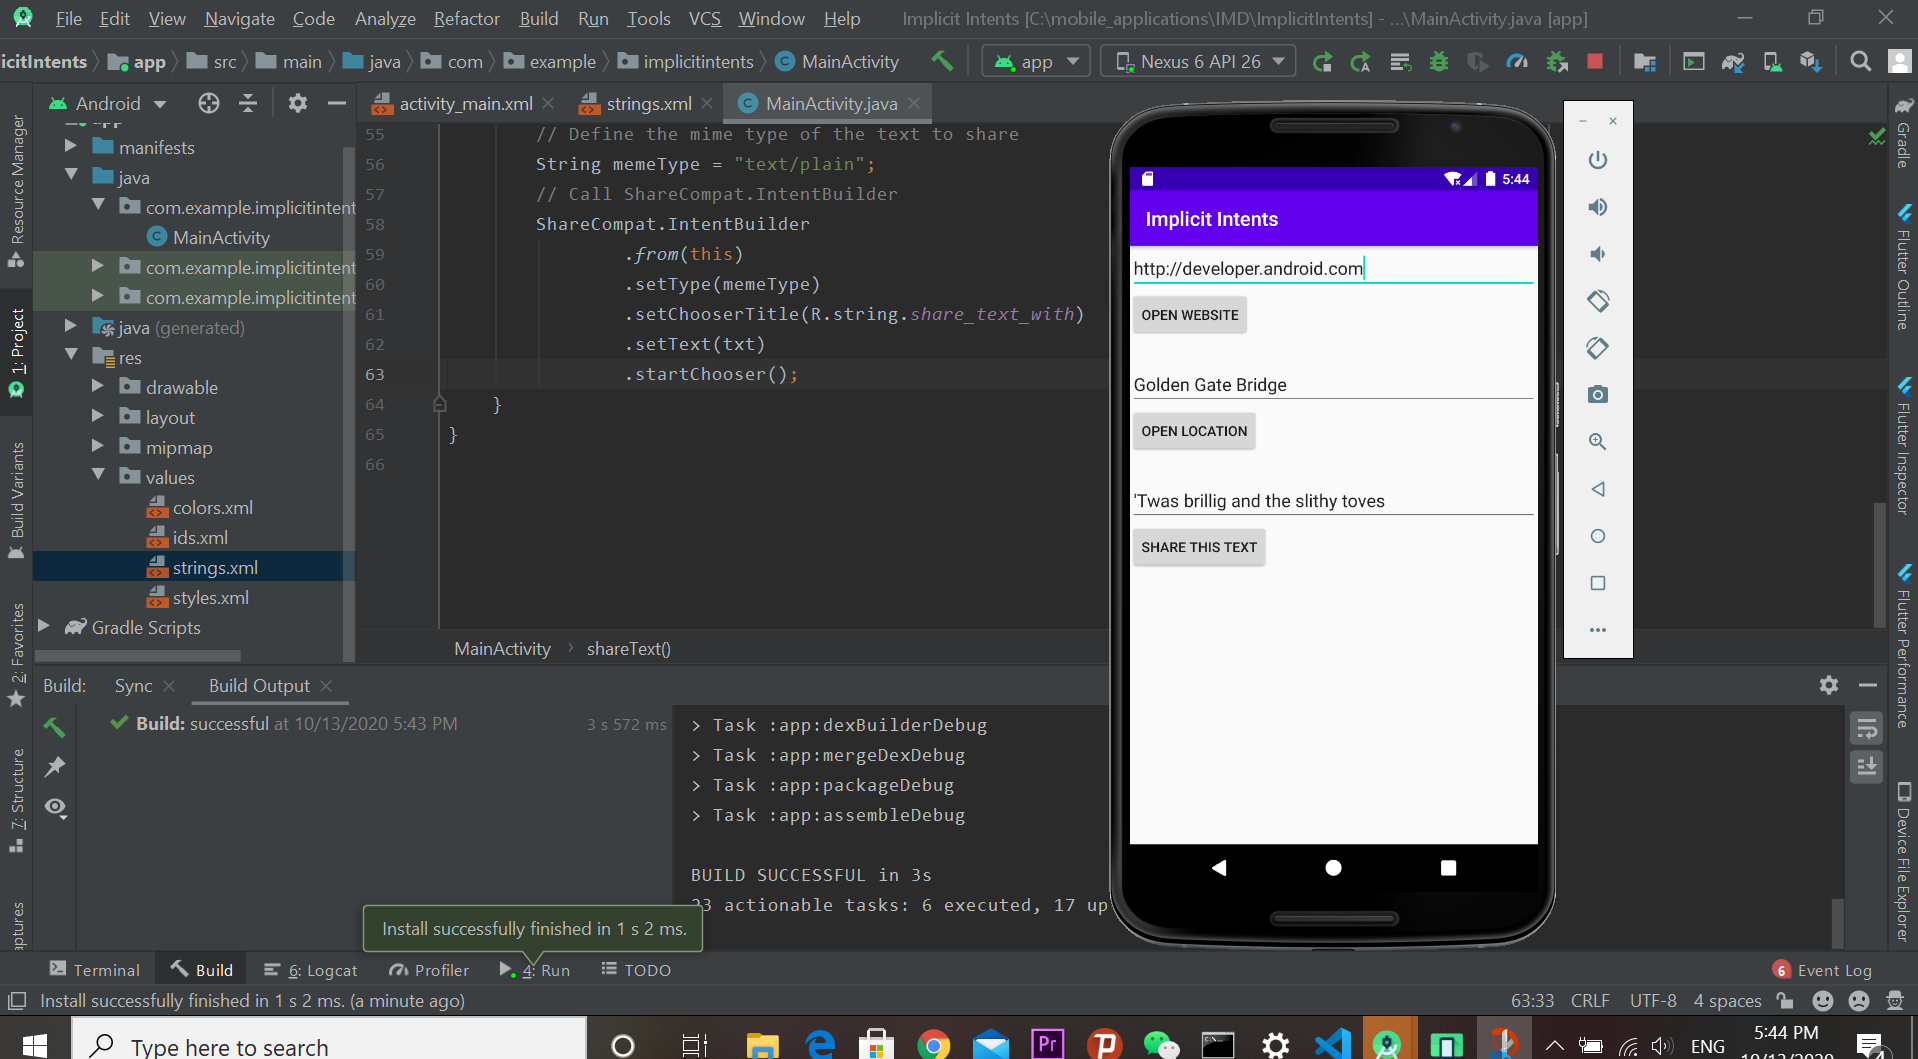 File Edit View Navigate Code Analyze Refactor Build Run Tools VCS Window Help Implicit Intents [C:\mobile_applications\IMD\ImplicitIntents] - ...\MainActivity.java [app]
icitIntents app src main java com example implicitintents MainActivity app Nexus 6 API 26
Android
activity_main.xml strings.xml MainActivity.java
manifests
java
com.example.implicitintent
MainActivity
com.example.implicitintent
com.example.implicitintent
java (generated)
res
drawable
layout
mipmap
values
colors.xml
ids.xml
strings.xml
styles.xml
Gradle Scripts
Resource Manager
1: Project
Build Variants
2: Favorites
7: Structure
aptures
55 // Define the mime type of the text to share
56 String memeType = "text/plain";
57 // Call ShareCompat.IntentBuilder
58 ShareCompat.IntentBuilder
59 .from(this)
60 .setType(memeType)
61 .setChooserTitle(R.string.share_text_with)
62 .setText(txt)
63 .startChooser();
64 }
65 }
66
MainActivity shareText()
5:44
Implicit Intents
http://developer.android.com
OPEN WEBSITE
Golden Gate Bridge
OPEN LOCATION
'Twas brillig and the slithy toves
SHARE THIS TEXT
Gradle
Flutter Outline
Flutter Inspector
Flutter Performance
Device File Explorer
Build: Sync Build Output
Build: successful at 10/13/2020 5:43 PM 3 s 572 ms
> Task :app:dexBuilderDebug
> Task :app:mergeDexDebug
> Task :app:packageDebug
> Task :app:assembleDebug
BUILD SUCCESSFUL in 3s
23 actionable tasks: 6 executed, 17 up
Install successfully finished in 1 s 2 ms.
Terminal Build 6: Logcat Profiler 4: Run TODO 6 Event Log
Install successfully finished in 1 s 2 ms. (a minute ago) 63:33 CRLF UTF-8 4 spaces
Type here to search Pr ENG 5:44 PM
10/13/2020 4